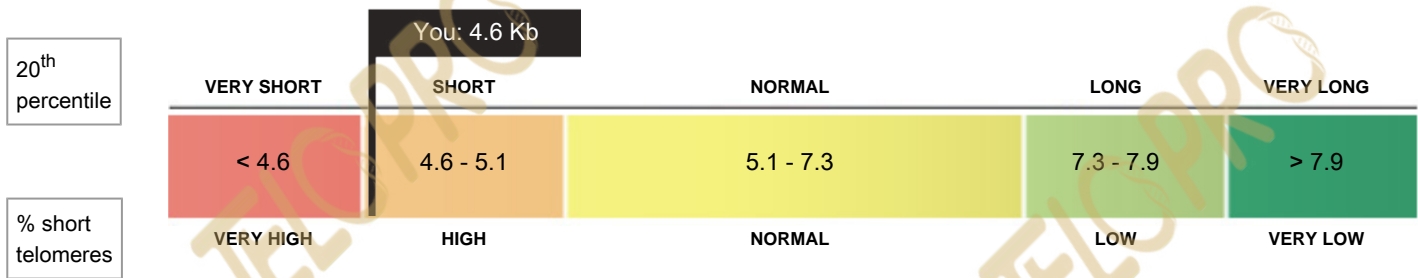 You: 4.6 Kb
20th
percentile
VERY SHORT SHORT NORMAL LONG VERY LONG
< 4.6 4.6 - 5.1 5.1 - 7.3 7.3 - 7.9 > 7.9
% short
telomeres
VERY HIGH HIGH NORMAL LOW VERY LOW
TELOPRO
TELOPRO